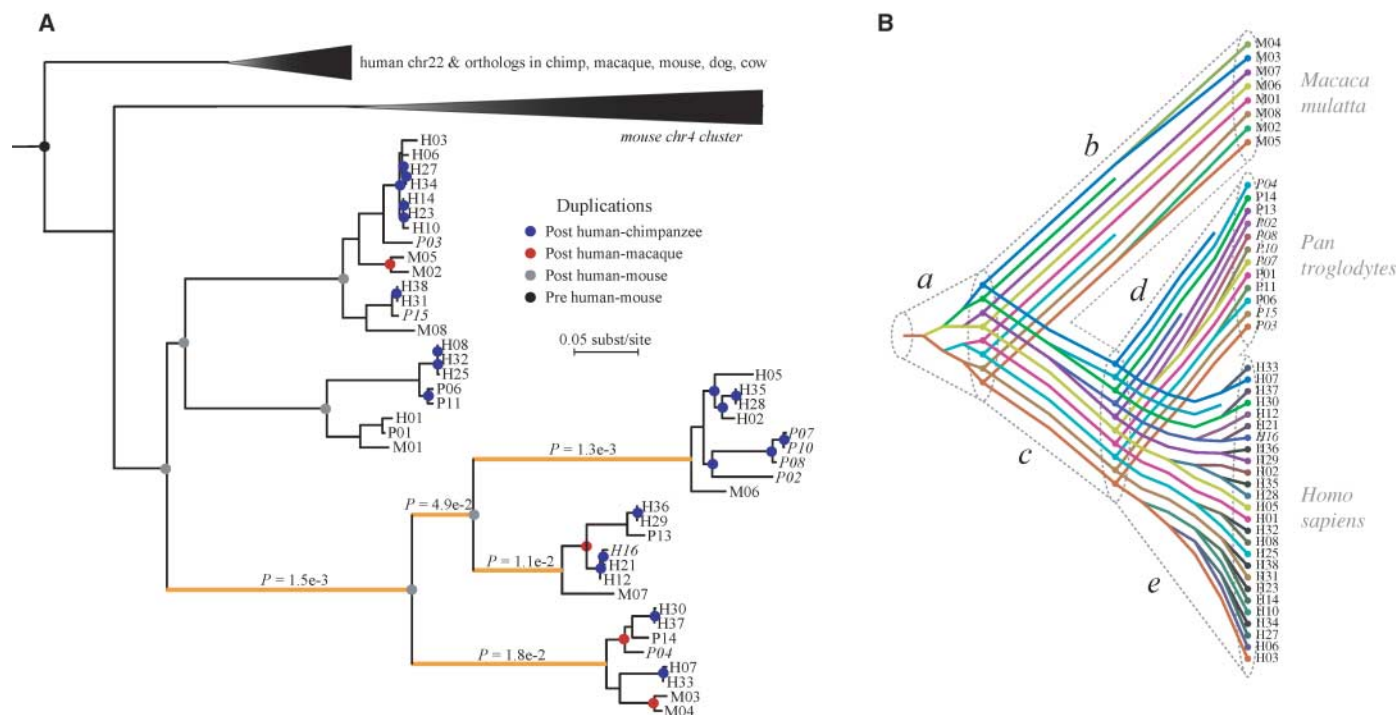 A
human chr22 & orthologs in chimp, macaque, mouse, dog, cow
mouse chr4 cluster
H03
H06
H27
H34
H14
H23
H10
P03
M05
M02
H38
H31
P15
M08
H08
H32
H25
P06
P11
H01
P01
M01
Duplications
Post human-chimpanzee
Post human-macaque
Post human-mouse
Pre human-mouse
0.05 subst/site
H05
H35
H28
H02
P07
P10
P08
P02
M06
P = 1.3e-3
P = 4.9e-2
H36
H29
P13
H16
H21
H12
M07
P = 1.1e-2
P = 1.5e-3
H30
H37
P14
P04
H07
H33
M03
M04
P = 1.8e-2
B
a
b
c
d
e
M04
M03
M07
M06
M01
M08
M02
M05
Macaca
mulatta
P04
P14
P13
P02
P08
P10
P07
P01
P11
P06
P15
P03
Pan
troglodytes
H33
H07
H37
H30
H12
H21
H16
H36
H29
H02
H35
H28
H05
H01
H32
H08
H25
H38
H31
H23
H14
H10
H34
H27
H06
H03
Homo
sapiens